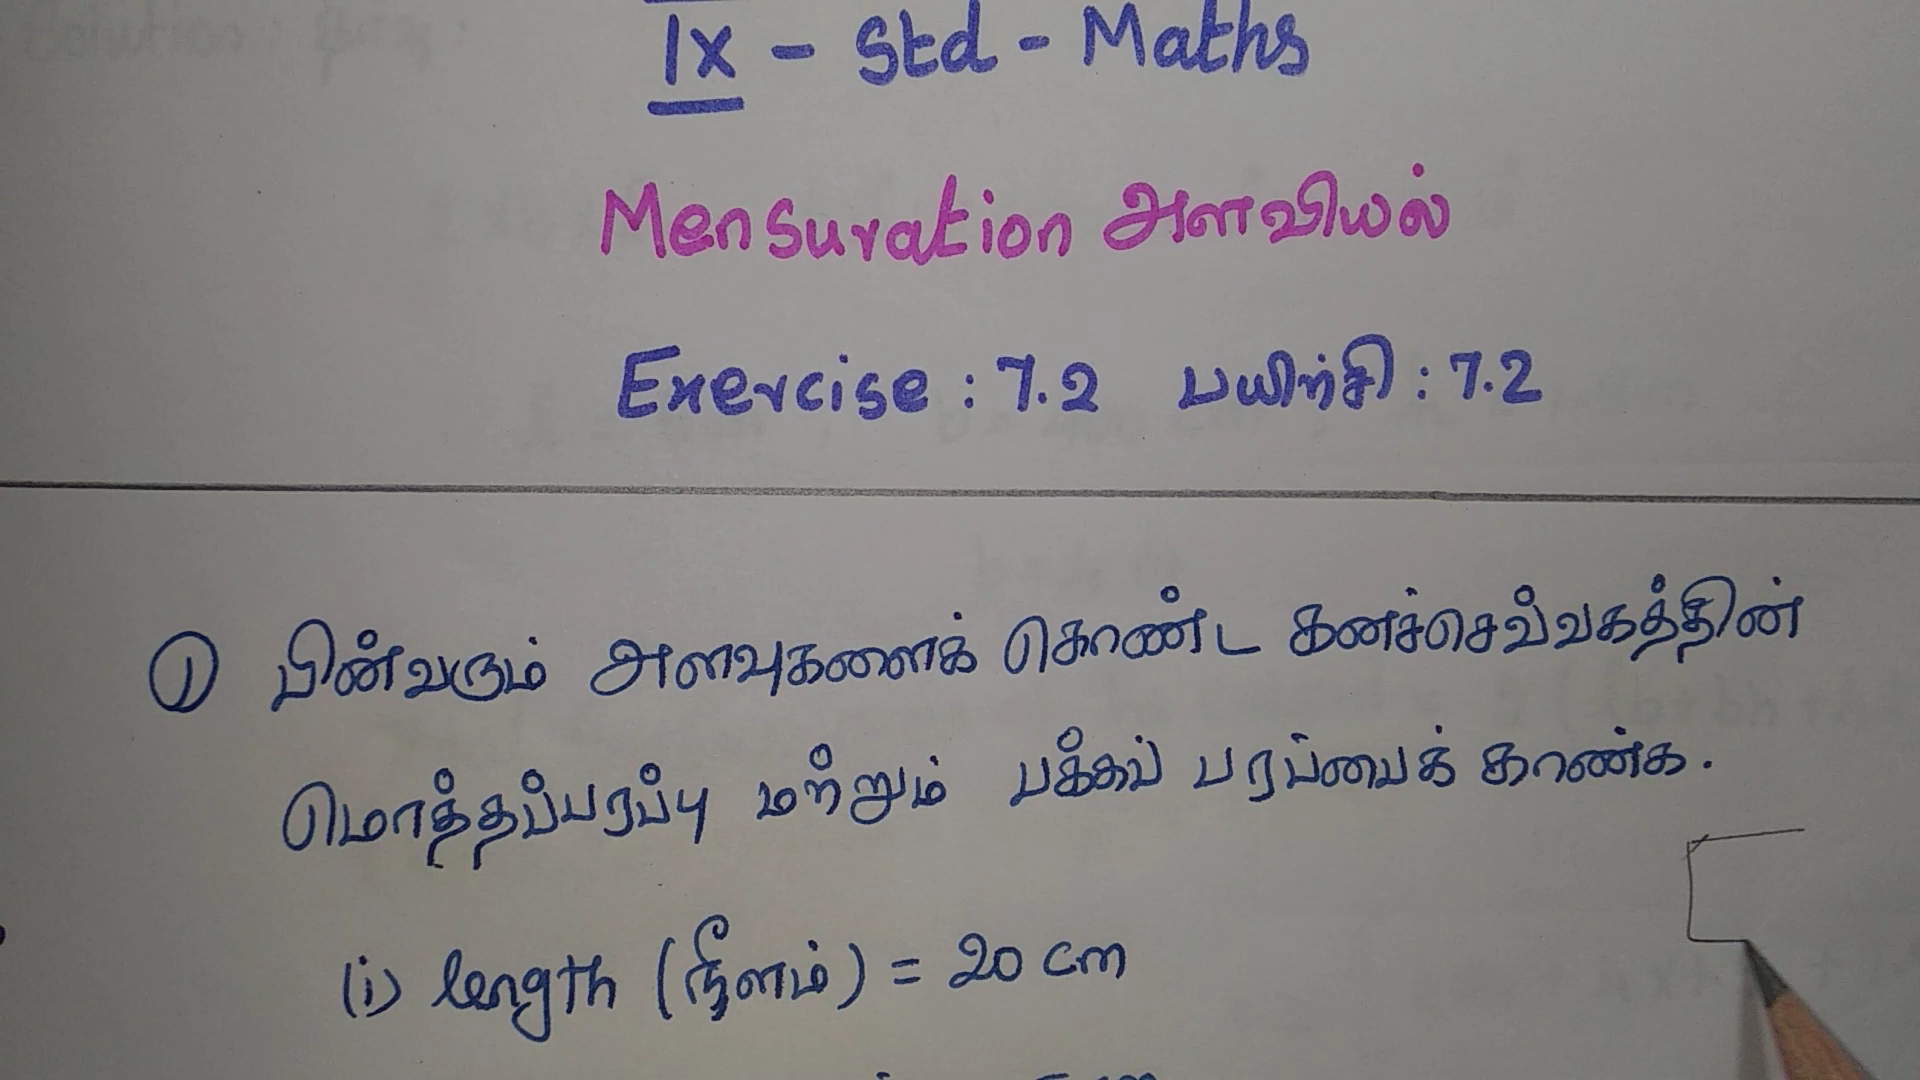 IX - Std - Maths
Mensuration அளவியல்
Exercise : 7.2 பயிற்சி : 7.2
① பின்வரும் அளவுகளைக் கொண்ட கனச்செவ்வகத்தின்
மொத்தப்பரப்பு மற்றும் பக்கப் பரப்பைக் காண்க.
(i) length (நீளம்) = 20 cm